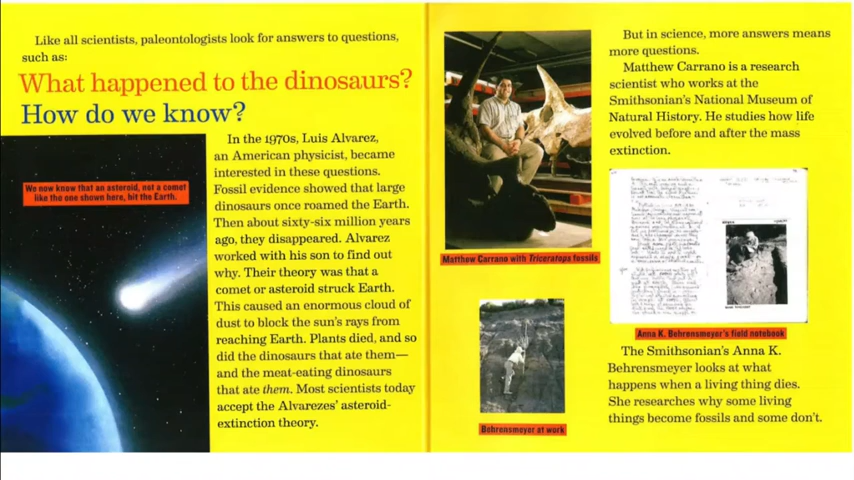 Like all scientists, paleontologists look for answers to questions,
such as:
What happened to the dinosaurs?
How do we know?
We now know that an asteroid, not a comet
like the one shown here, hit the Earth.
In the 1970s, Luis Alvarez,
an American physicist, became
interested in these questions.
Fossil evidence showed that large
dinosaurs once roamed the Earth.
Then about sixty-six million years
ago, they disappeared. Alvarez
worked with his son to find out
why. Their theory was that a
comet or asteroid struck Earth.
This caused an enormous cloud of
dust to block the sun's rays from
reaching Earth. Plants died, and so
did the dinosaurs that ate them—
and the meat-eating dinosaurs
that ate them. Most scientists today
accept the Alvarezes' asteroid-
extinction theory.
Matthew Carrano with Triceratops fossils
Behrensmeyer at work
But in science, more answers means
more questions.
Matthew Carrano is a research
scientist who works at the
Smithsonian's National Museum of
Natural History. He studies how life
evolved before and after the mass
extinction.
Anna K. Behrensmeyer's field notebook
The Smithsonian's Anna K.
Behrensmeyer looks at what
happens when a living thing dies.
She researches why some living
things become fossils and some don't.